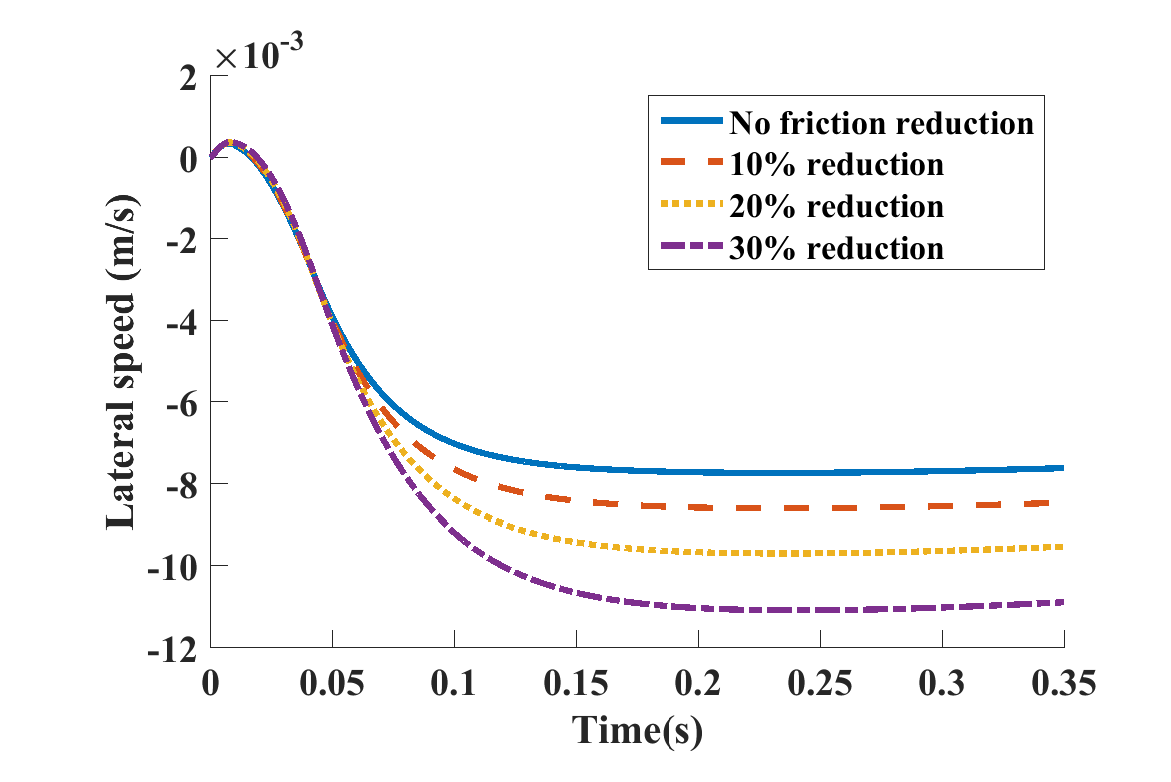 ×10^-3
2
0
-2
-4
-6
-8
-10
-12
Lateral speed (m/s)
No friction reduction
10% reduction
20% reduction
30% reduction
0 0.05 0.1 0.15 0.2 0.25 0.3 0.35
Time(s)